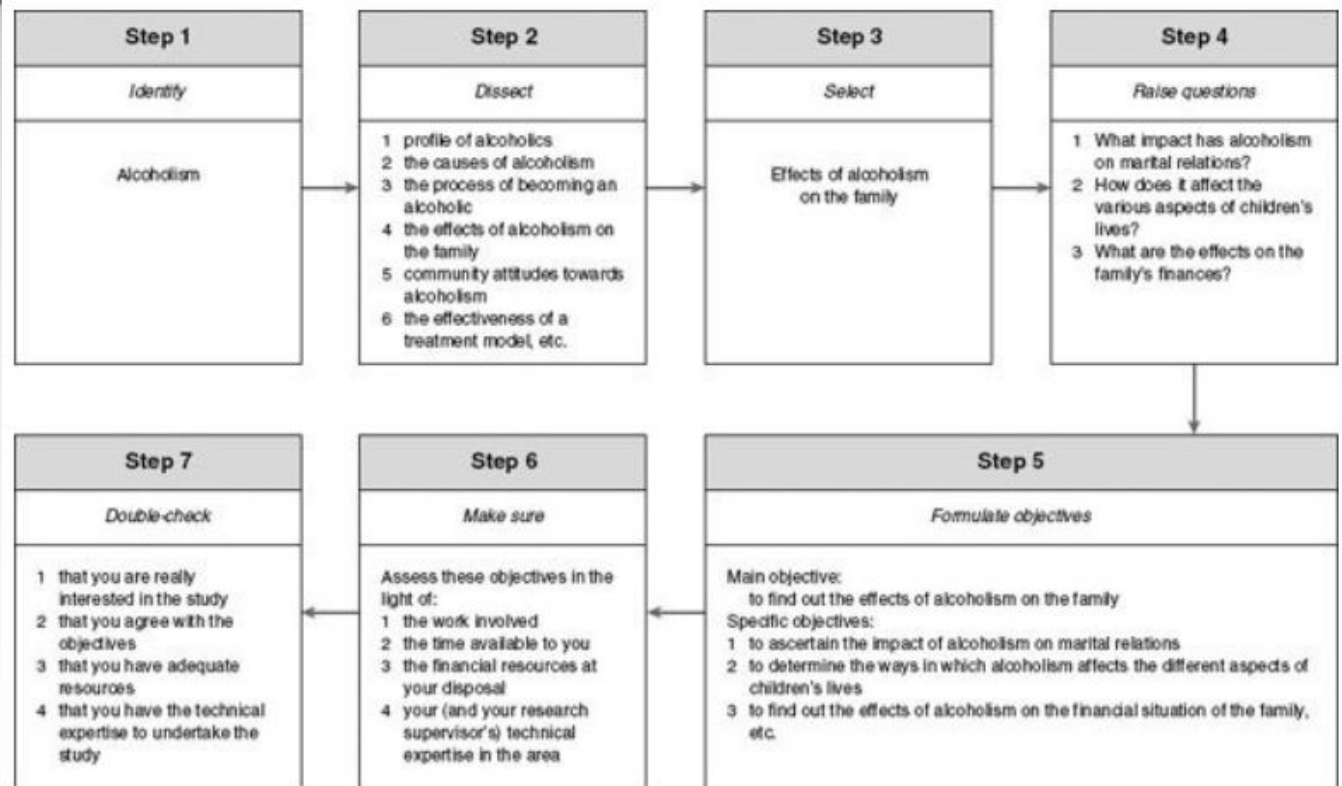 Step 1
Identify
Alcoholism
Step 2
Dissect
1 profile of alcoholics
2 the causes of alcoholism
3 the process of becoming an
alcoholic
4 the effects of alcoholism on
the family
5 community attitudes towards
alcoholism
6 the effectiveness of a
treatment model, etc.
Step 3
Select
Effects of alcoholism
on the family
Step 4
Raise questions
1 What impact has alcoholism
on marital relations?
2 How does it affect the
various aspects of children's
lives?
3 What are the effects on the
family's finances?
Step 5
Formulate objectives
Main objective:
to find out the effects of alcoholism on the family
Specific objectives:
1 to ascertain the impact of alcoholism on marital relations
2 to determine the ways in which alcoholism affects the different aspects of
children's lives
3 to find out the effects of alcoholism on the financial situation of the family,
etc.
Step 6
Make sure
Assess these objectives in the
light of:
1 the work involved
2 the time available to you
3 the financial resources at
your disposal
4 your (and your research
supervisor's) technical
expertise in the area
Step 7
Double-check
1 that you are really
interested in the study
2 that you agree with the
objectives
3 that you have adequate
resources
4 that you have the technical
expertise to undertake the
study